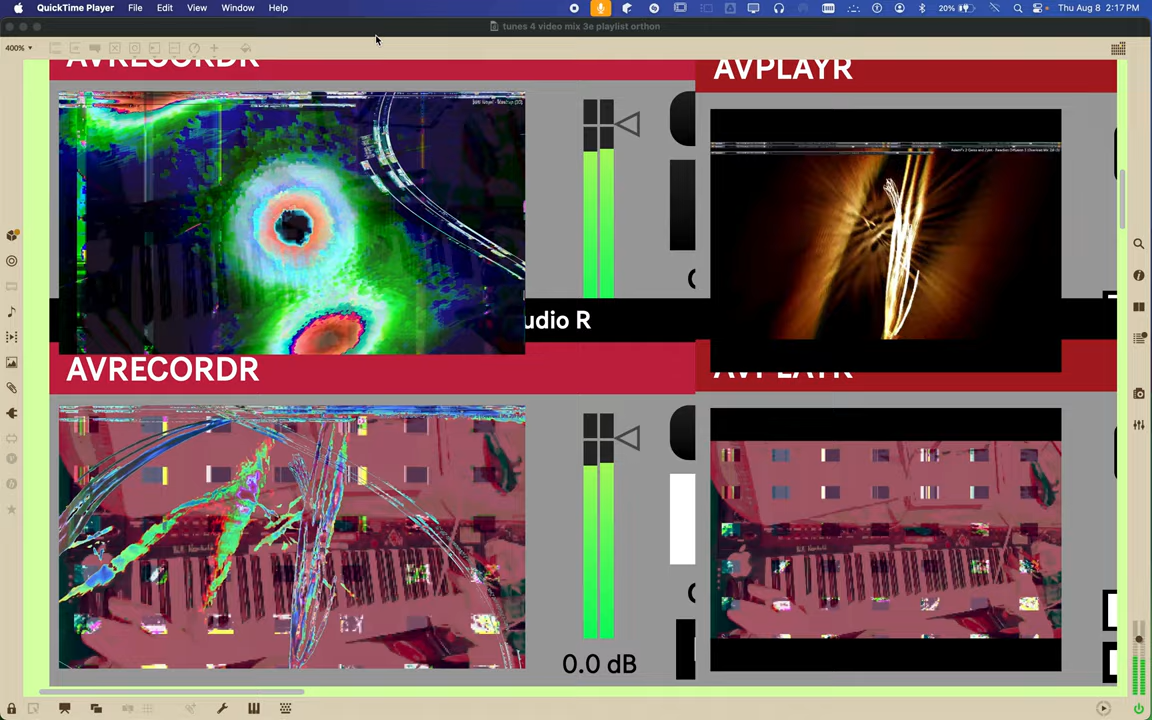 QuickTime Player File Edit View Window Help 20% Thu Aug 8 2:17 PM
tunes 4 video mix 3e playlist orthon
400%
AVRECORDR
AVPLAYR
udio R
AVRECORDR
AVPLAYR
0.0 dB